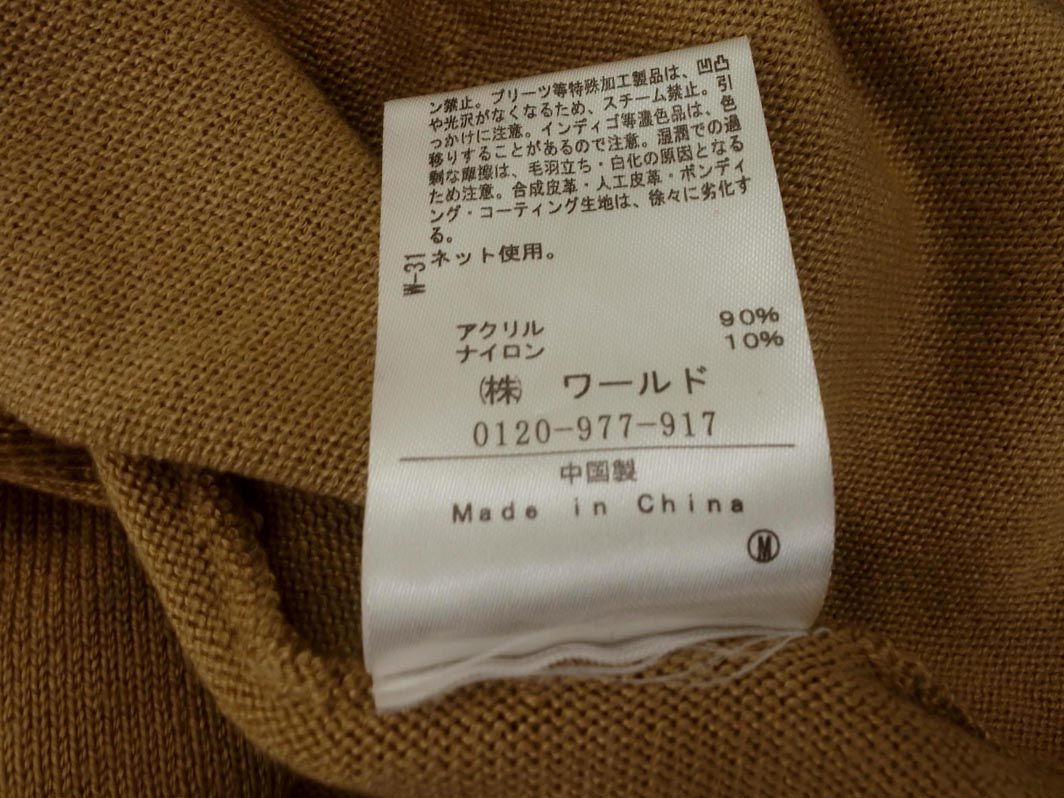 ン禁止。プリーツ等特殊加工製品は、凹凸
や光沢がなくなるため、スチーム禁止。引
っかけに注意。インディゴ等濃色品は、色
移りすることがあるので注意。湿潤での過
剰な摩擦は、毛羽立ち・白化の原因となる
ため注意。合成皮革・人工皮革・ボンディ
ング・コーティング生地は、徐々に劣化す
る。
W-31
ネット使用。
アクリル 90%
ナイロン 10%
(株) ワールド
0120-977-917
中国製
Made in China
Ⓜ